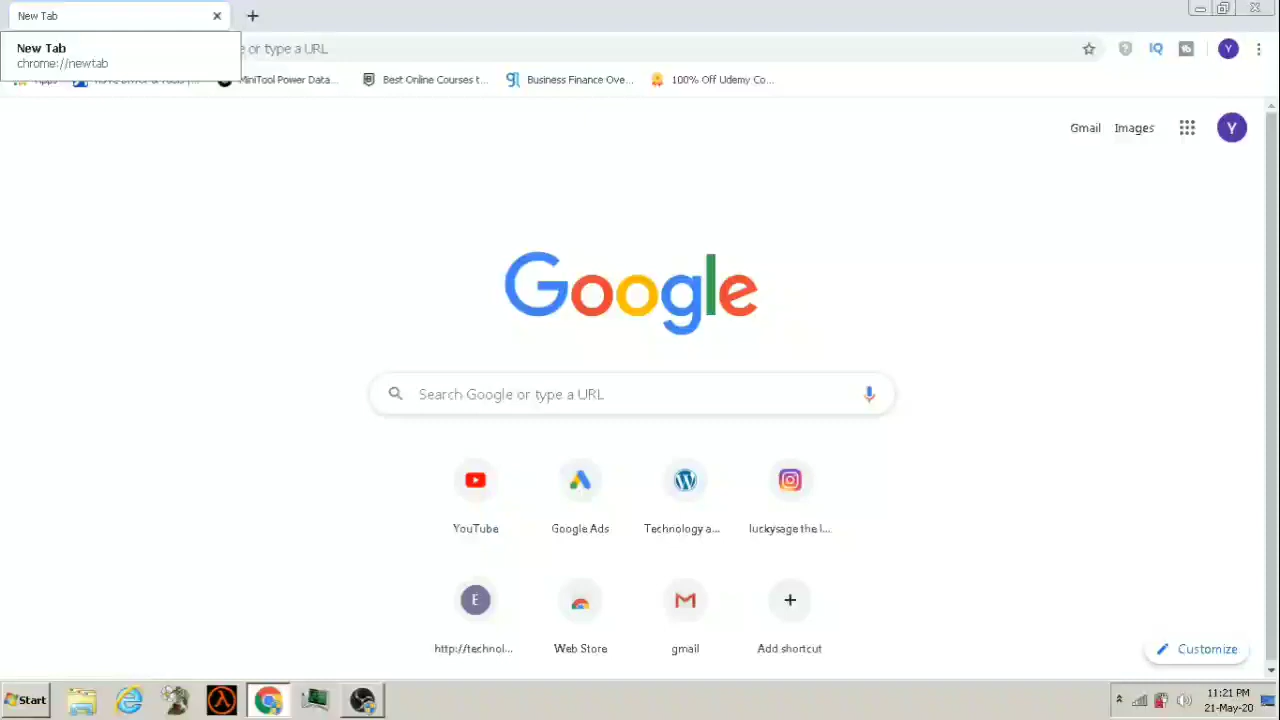 New Tab
New Tab
chrome://newtab
e or type a URL
IQ
Y
Apps
MiniTool Power Data...
Best Online Courses t...
Business Finance Ove...
100% Off Udemy Co...
Gmail
Images
Y
Google
Search Google or type a URL
YouTube
Google Ads
Technology a...
luckysage the l...
E
http://technol...
Web Store
gmail
Add shortcut
Customize
Start
11:21 PM
21-May-20